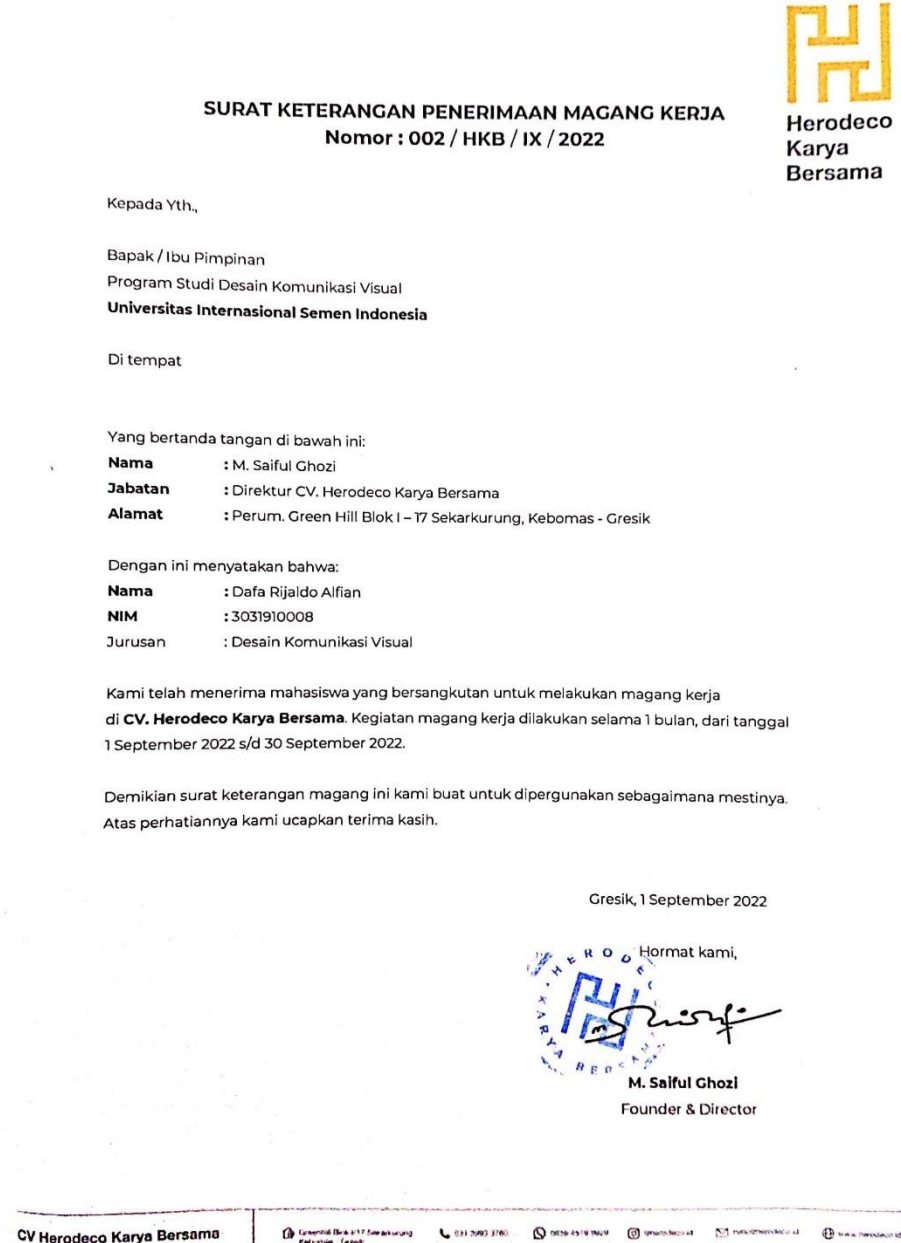 Herodeco
Karya
Bersama
SURAT KETERANGAN PENERIMAAN MAGANG KERJA
Nomor : 002 / HKB / IX / 2022
Kepada Yth.,
Bapak / Ibu Pimpinan
Program Studi Desain Komunikasi Visual
Universitas Internasional Semen Indonesia
Di tempat
Yang bertanda tangan di bawah ini:
Nama : M. Saiful Ghozi
Jabatan : Direktur CV. Herodeco Karya Bersama
Alamat : Perum. Green Hill Blok I – 17 Sekarkurung, Kebomas - Gresik
Dengan ini menyatakan bahwa:
Nama : Dafa Rijaldo Alfian
NIM : 3031910008
Jurusan : Desain Komunikasi Visual
Kami telah menerima mahasiswa yang bersangkutan untuk melakukan magang kerja
di CV. Herodeco Karya Bersama. Kegiatan magang kerja dilakukan selama 1 bulan, dari tanggal
1 September 2022 s/d 30 September 2022.
Demikian surat keterangan magang ini kami buat untuk dipergunakan sebagaimana mestinya.
Atas perhatiannya kami ucapkan terima kasih.
Gresik, 1 September 2022
Hormat kami,
HERODEC
KARYA BERSAM
M. Saiful Ghozi
Founder & Director
CV Herodeco Karya Bersama